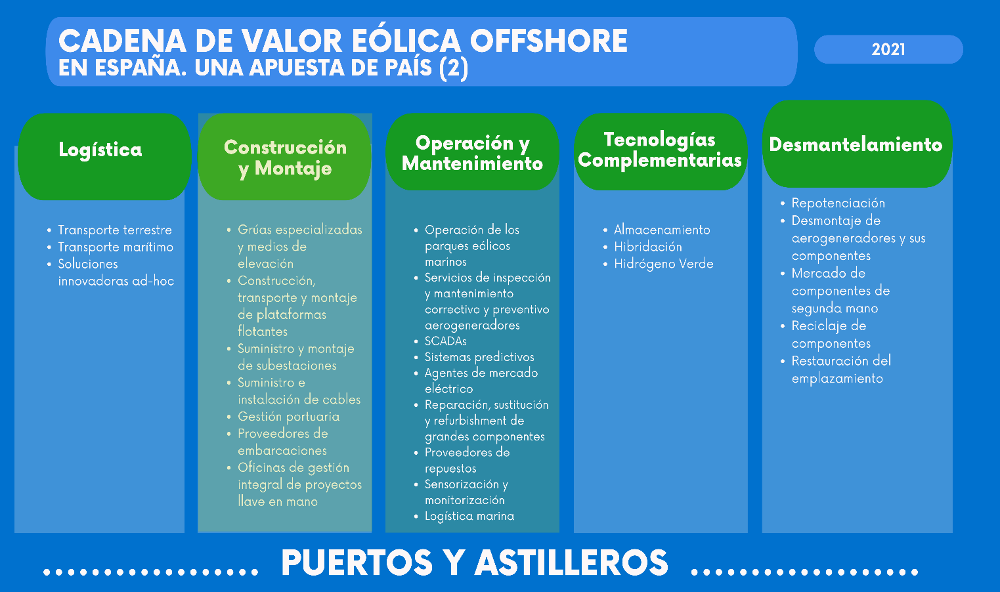 CADENA DE VALOR EÓLICA OFFSHORE
EN ESPAÑA. UNA APUESTA DE PAÍS (2)
2021
Logística
• Transporte terrestre
• Transporte marítimo
• Soluciones
innovadoras ad-hoc
Construcción
y Montaje
• Grúas especializadas
y medios de
elevación
• Construcción,
transporte y montaje
de plataformas
flotantes
• Suministro y montaje
de subestaciones
• Suministro e
instalación de cables
• Gestión portuaria
• Proveedores de
embarcaciones
• Oficinas de gestión
integral de proyectos
llave en mano
Operación y
Mantenimiento
• Operación de los
parques eólicos
marinos
• Servicios de inspección
y mantenimiento
correctivo y preventivo
aerogeneradores
• SCADAs
• Sistemas predictivos
• Agentes de mercado
eléctrico
• Reparación, sustitución
y refurbishment de
grandes componentes
• Proveedores de
repuestos
• Sensorización y
monitorización
• Logística marina
Tecnologías
Complementarias
• Almacenamiento
• Hibridación
• Hidrógeno Verde
Desmantelamiento
• Repotenciación
• Desmontaje de
aerogeneradores y sus
componentes
• Mercado de
componentes de
segunda mano
• Reciclaje de
componentes
• Restauración del
emplazamiento
PUERTOS Y ASTILLEROS